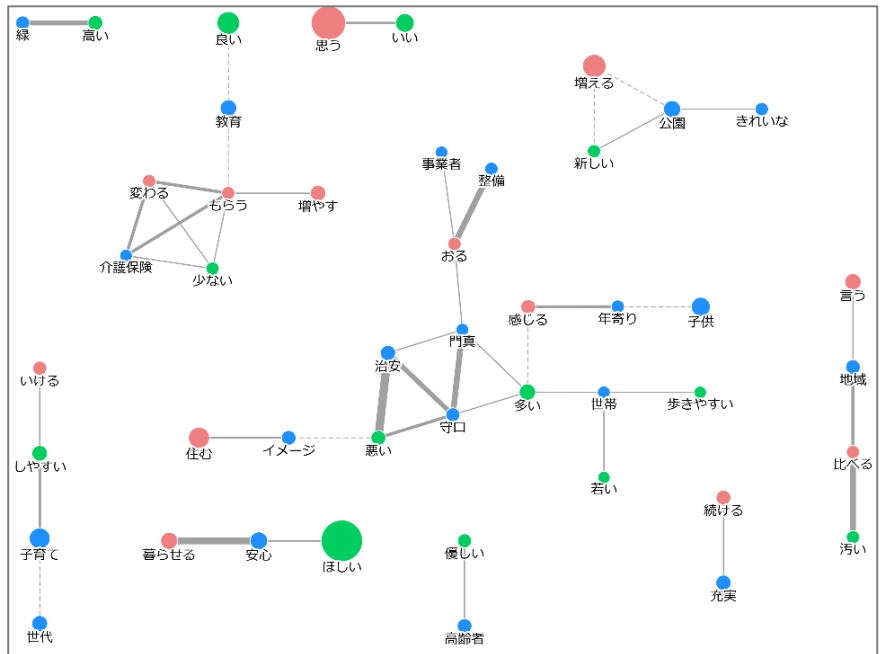 緑
高い
良い
思う
いい
増える
教育
公園
きれいな
新しい
事業者
整備
変わる
もらう
増やす
おる
介護保険
少ない
言う
感じる
年寄り
子供
門真
治安
いける
地域
多い
世帯
歩きやすい
守口
住む
イメージ
悪い
しやすい
比べる
若い
続ける
子育て
暮らせる
安心
ほしい
優しい
汚い
充実
世代
高齢者